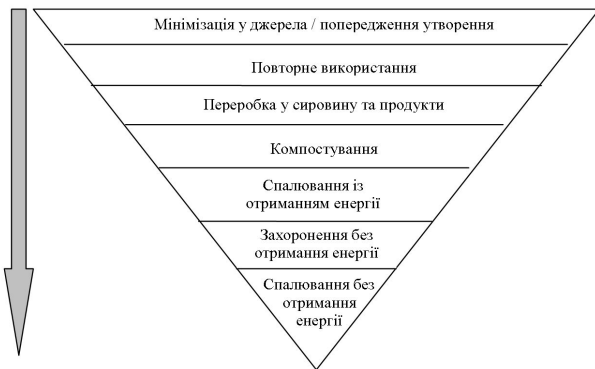 Мінімізація у джерела / попередження утворення
Повторне використання
Переробка у сировину та продукти
Компостування
Спалювання із
отриманням енергії
Захоронення без
отримання енергії
Спалювання без
отримання
енергії